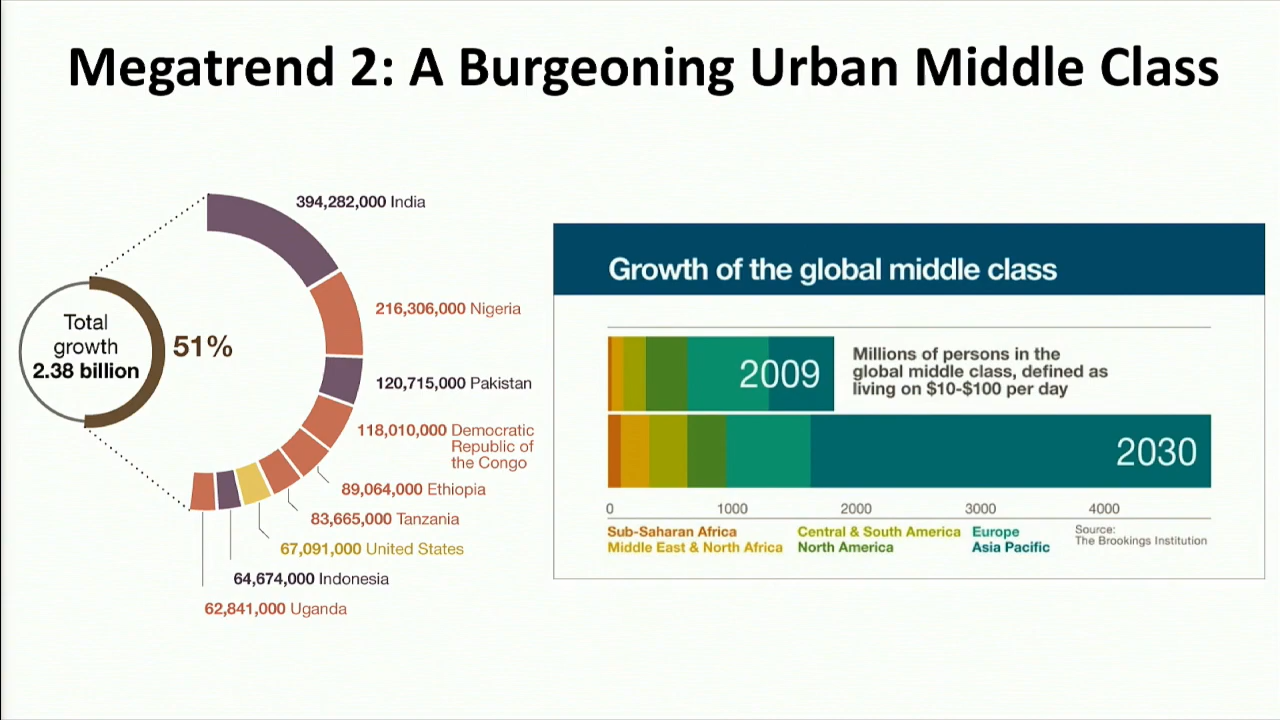 Megatrend 2: A Burgeoning Urban Middle Class
Total
growth
2.38 billion
51%
394,282,000 India
216,306,000 Nigeria
120,715,000 Pakistan
118,010,000 Democratic
Republic of
the Congo
89,064,000 Ethiopia
83,665,000 Tanzania
67,091,000 United States
64,674,000 Indonesia
62,841,000 Uganda
Growth of the global middle class
2009
Millions of persons in the
global middle class, defined as
living on $10-$100 per day
2030
0 1000 2000 3000 4000
Sub-Saharan Africa
Middle East & North Africa
Central & South America
North America
Europe
Asia Pacific
Source:
The Brookings Institution